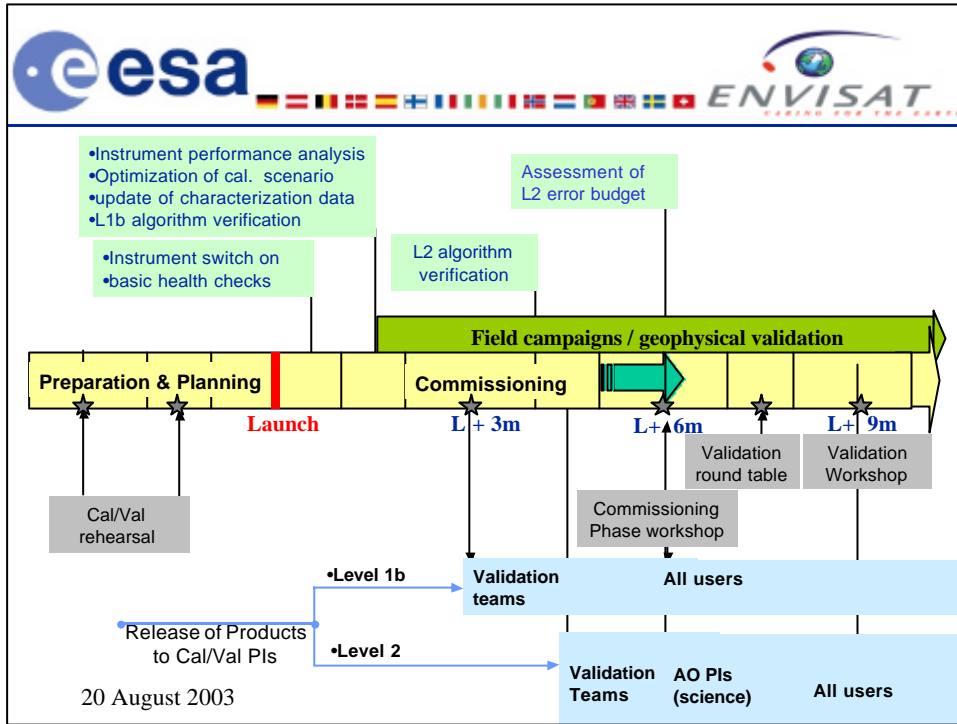 esa
ENVISAT
CARING FOR THE EARTH
•Instrument performance analysis
•Optimization of cal. scenario
•update of characterization data
•L1b algorithm verification
Assessment of
L2 error budget
•Instrument switch on
•basic health checks
L2 algorithm
verification
Field campaigns / geophysical validation
Preparation & Planning
Commissioning
Launch
L + 3m
L+ 6m
L+ 9m
Cal/Val
rehearsal
Commissioning
Phase workshop
Validation
round table
Validation
Workshop
•Level 1b
Validation
teams
All users
Release of Products
to Cal/Val PIs
•Level 2
Validation
Teams
AO PIs
(science)
All users
20 August 2003